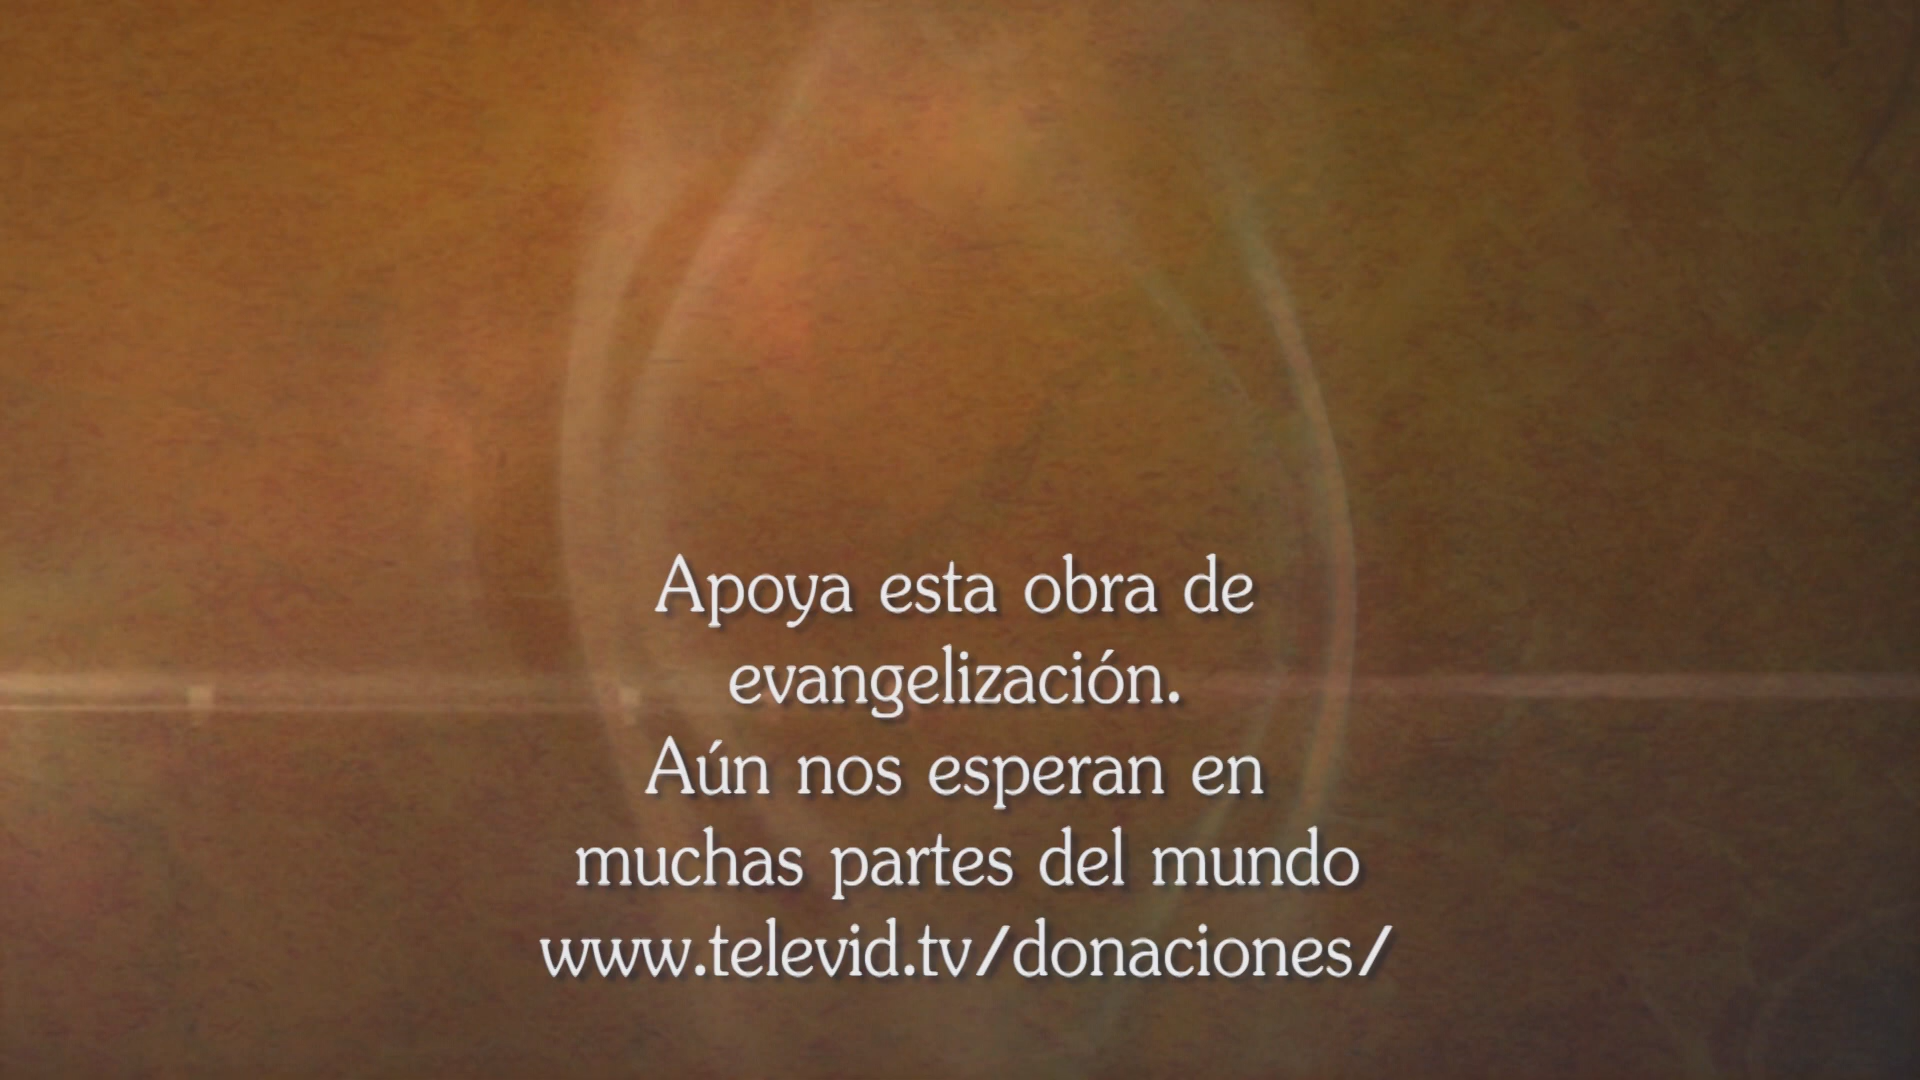 Apoya esta obra de
evangelización.
Aún nos esperan en
muchas partes del mundo
www.televid.tv/donaciones/